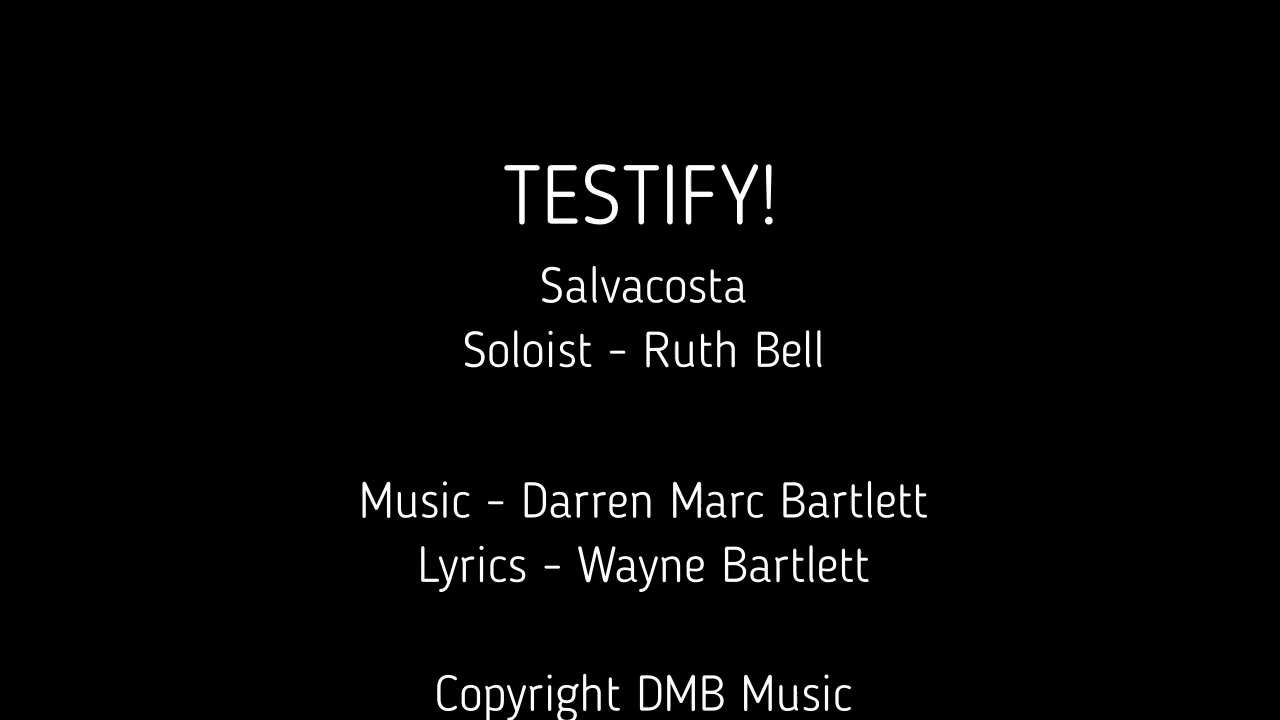 TESTIFY!
Salvacosta
Soloist - Ruth Bell
Music - Darren Marc Bartlett
Lyrics - Wayne Bartlett
Copyright DMB Music